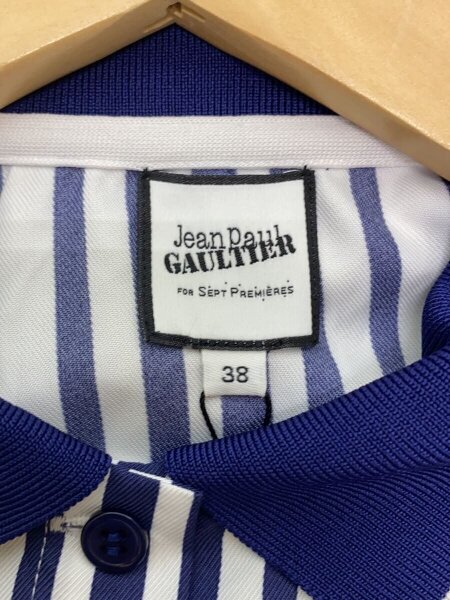 Jean Paul
GAULTIER
FOR SEPT PREMIÈRES
38